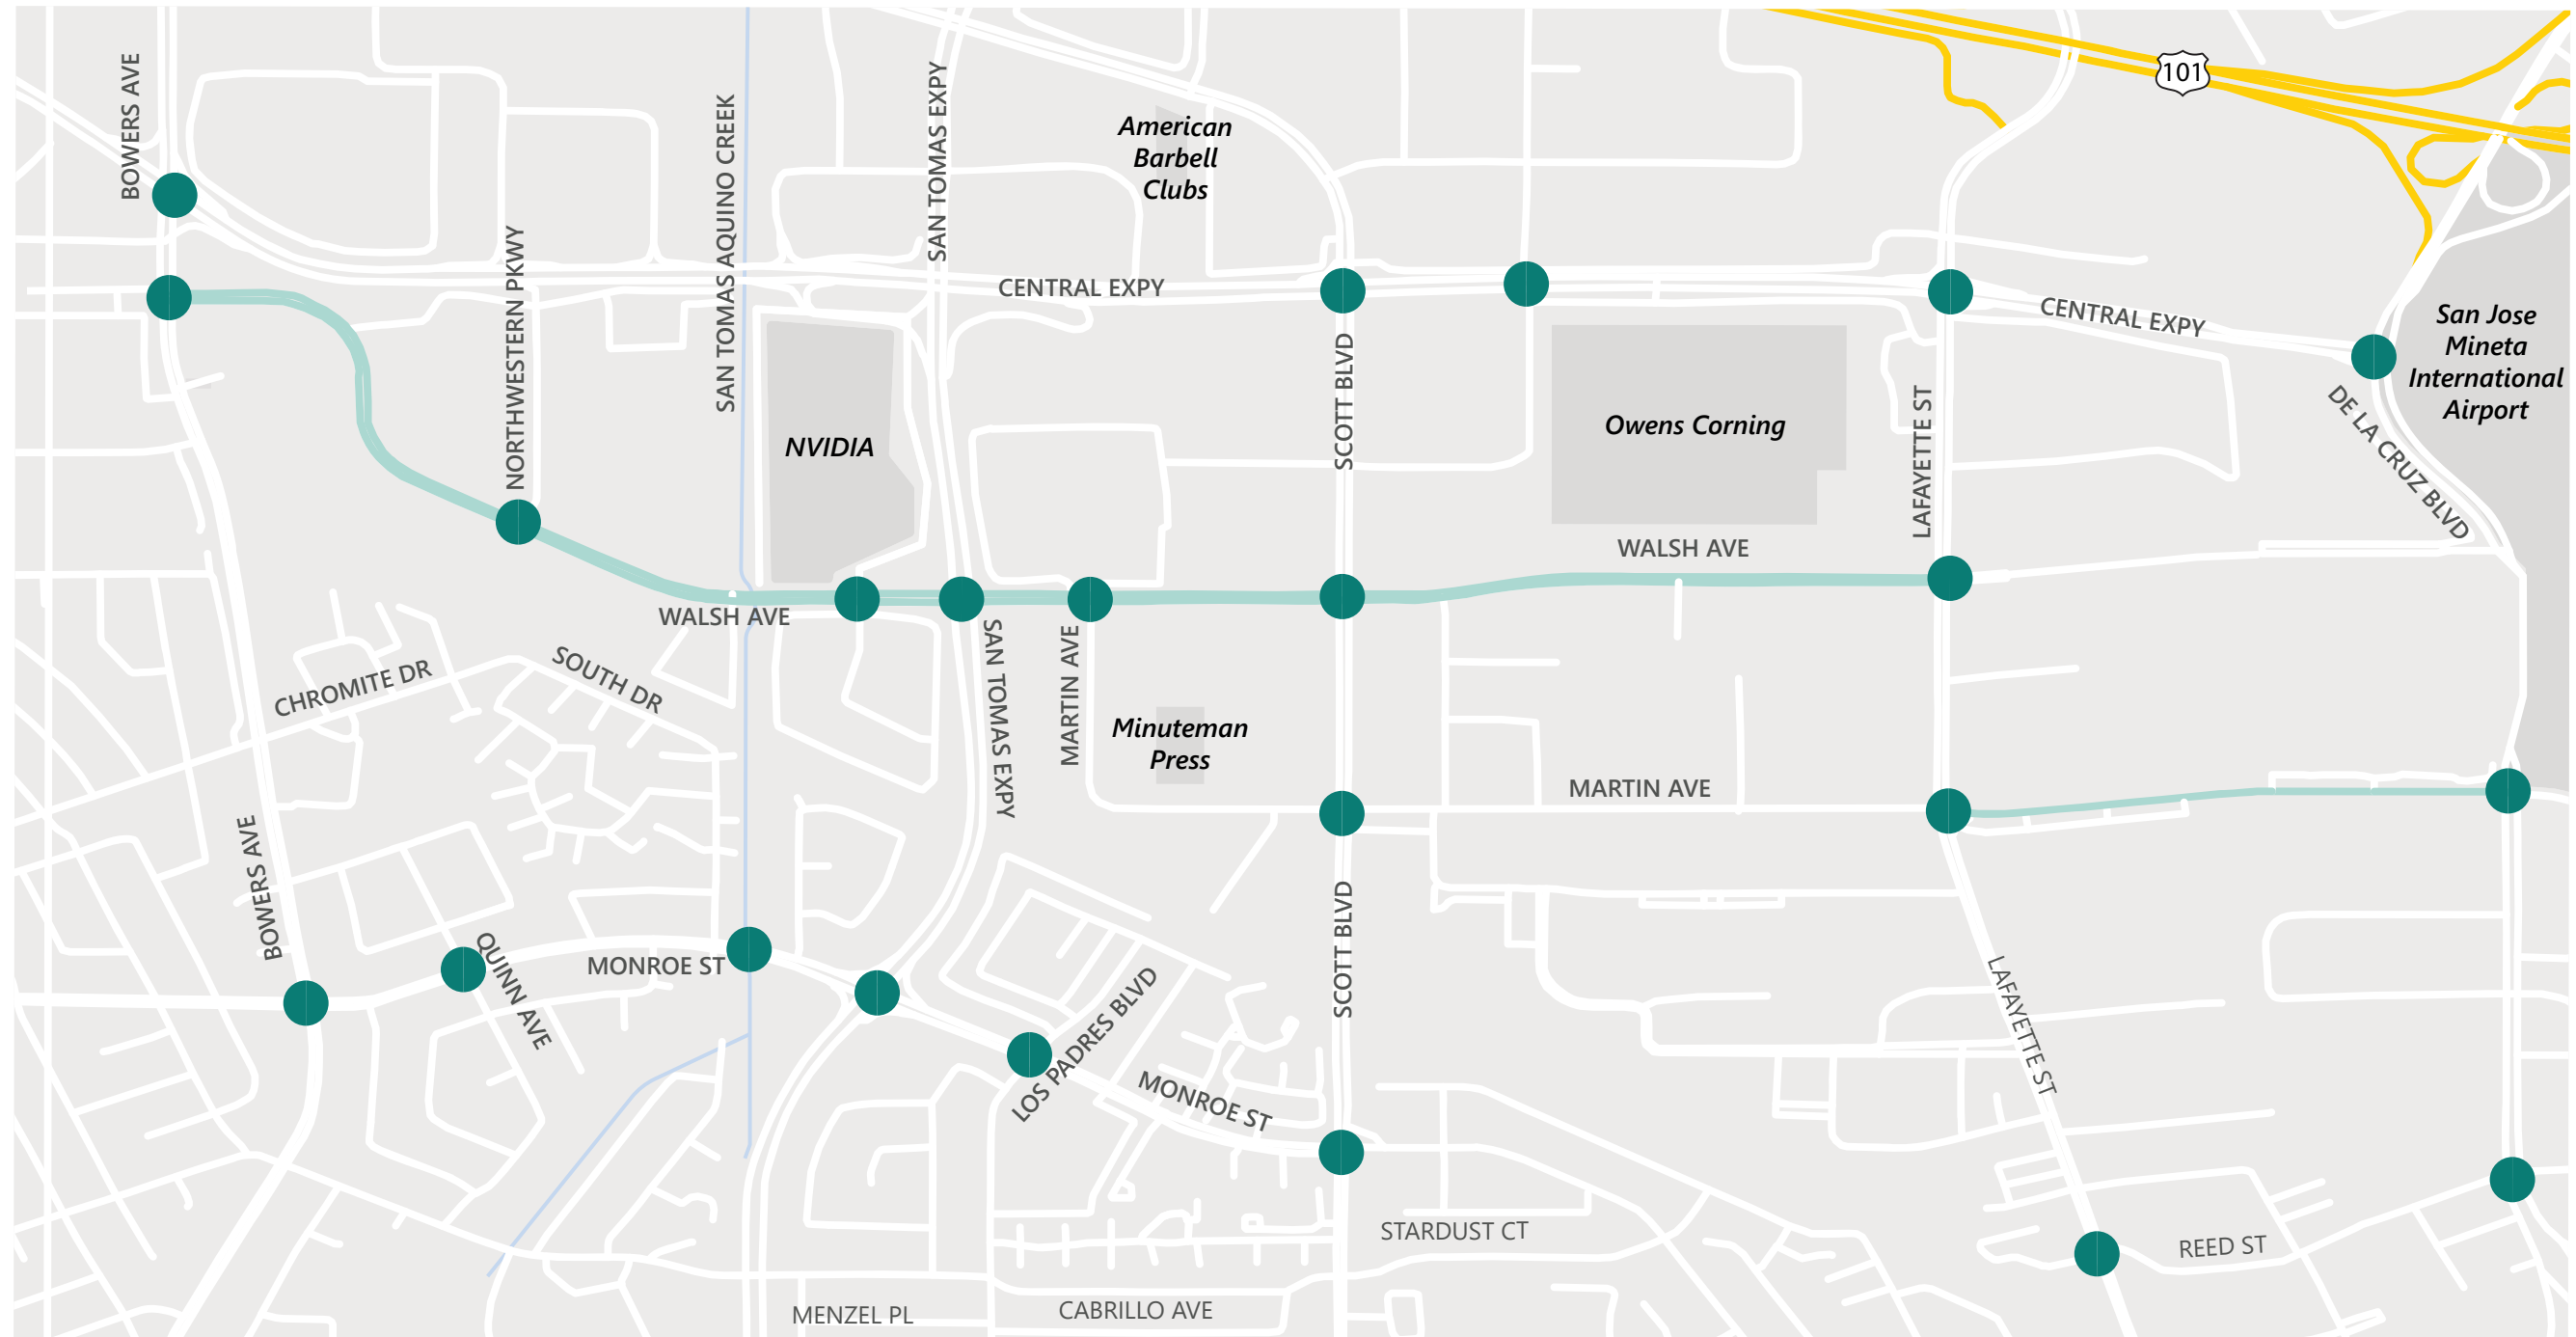 101
BOWERS AVE
SAN TOMAS AQUINO CREEK
SAN TOMAS EXPY
American
Barbell
Clubs
NORTHWESTERN PKWY
CENTRAL EXPY
CENTRAL EXPY
San Jose
Mineta
International
Airport
SCOTT BLVD
NVIDIA
Owens Corning
LAFAYETTE ST
DE LA CRUZ BLVD
WALSH AVE
WALSH AVE
CHROMITE DR
SOUTH DR
SAN TOMAS EXPY
MARTIN AVE
Minuteman
Press
MARTIN AVE
BOWERS AVE
QUINN AVE
MONROE ST
SCOTT BLVD
LOS PADRES BLVD
MONROE ST
LAFAYETTE ST
STARDUST CT
REED ST
MENZEL PL
CABRILLO AVE